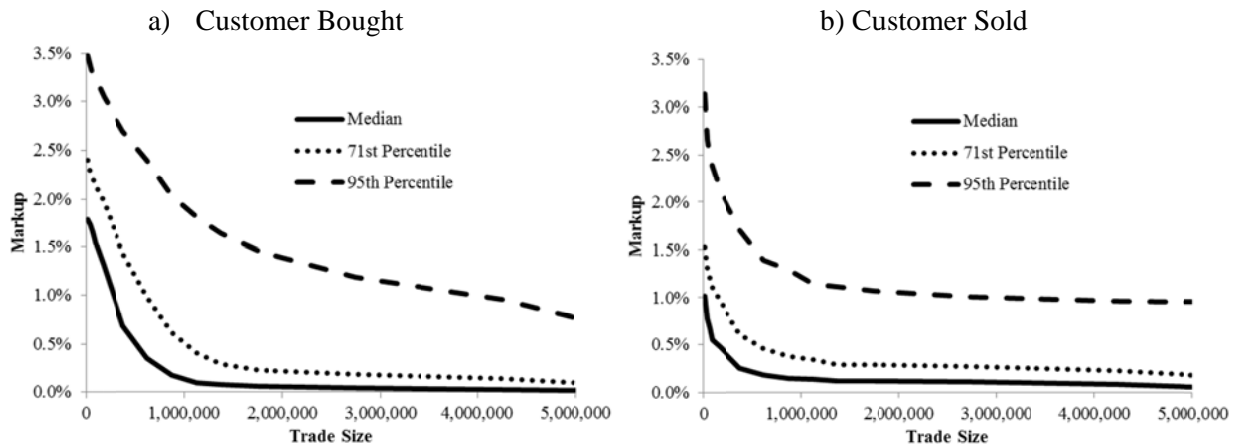 a) Customer Bought
3.5%
3.0%
2.5%
2.0%
1.5%
1.0%
0.5%
0.0%
Markup
Median
71st Percentile
95th Percentile
0
1,000,000
2,000,000
3,000,000
4,000,000
5,000,000
Trade Size
b) Customer Sold
3.5%
3.0%
2.5%
2.0%
1.5%
1.0%
0.5%
0.0%
Markup
Median
71st Percentile
95th Percentile
0
1,000,000
2,000,000
3,000,000
4,000,000
5,000,000
Trade Size